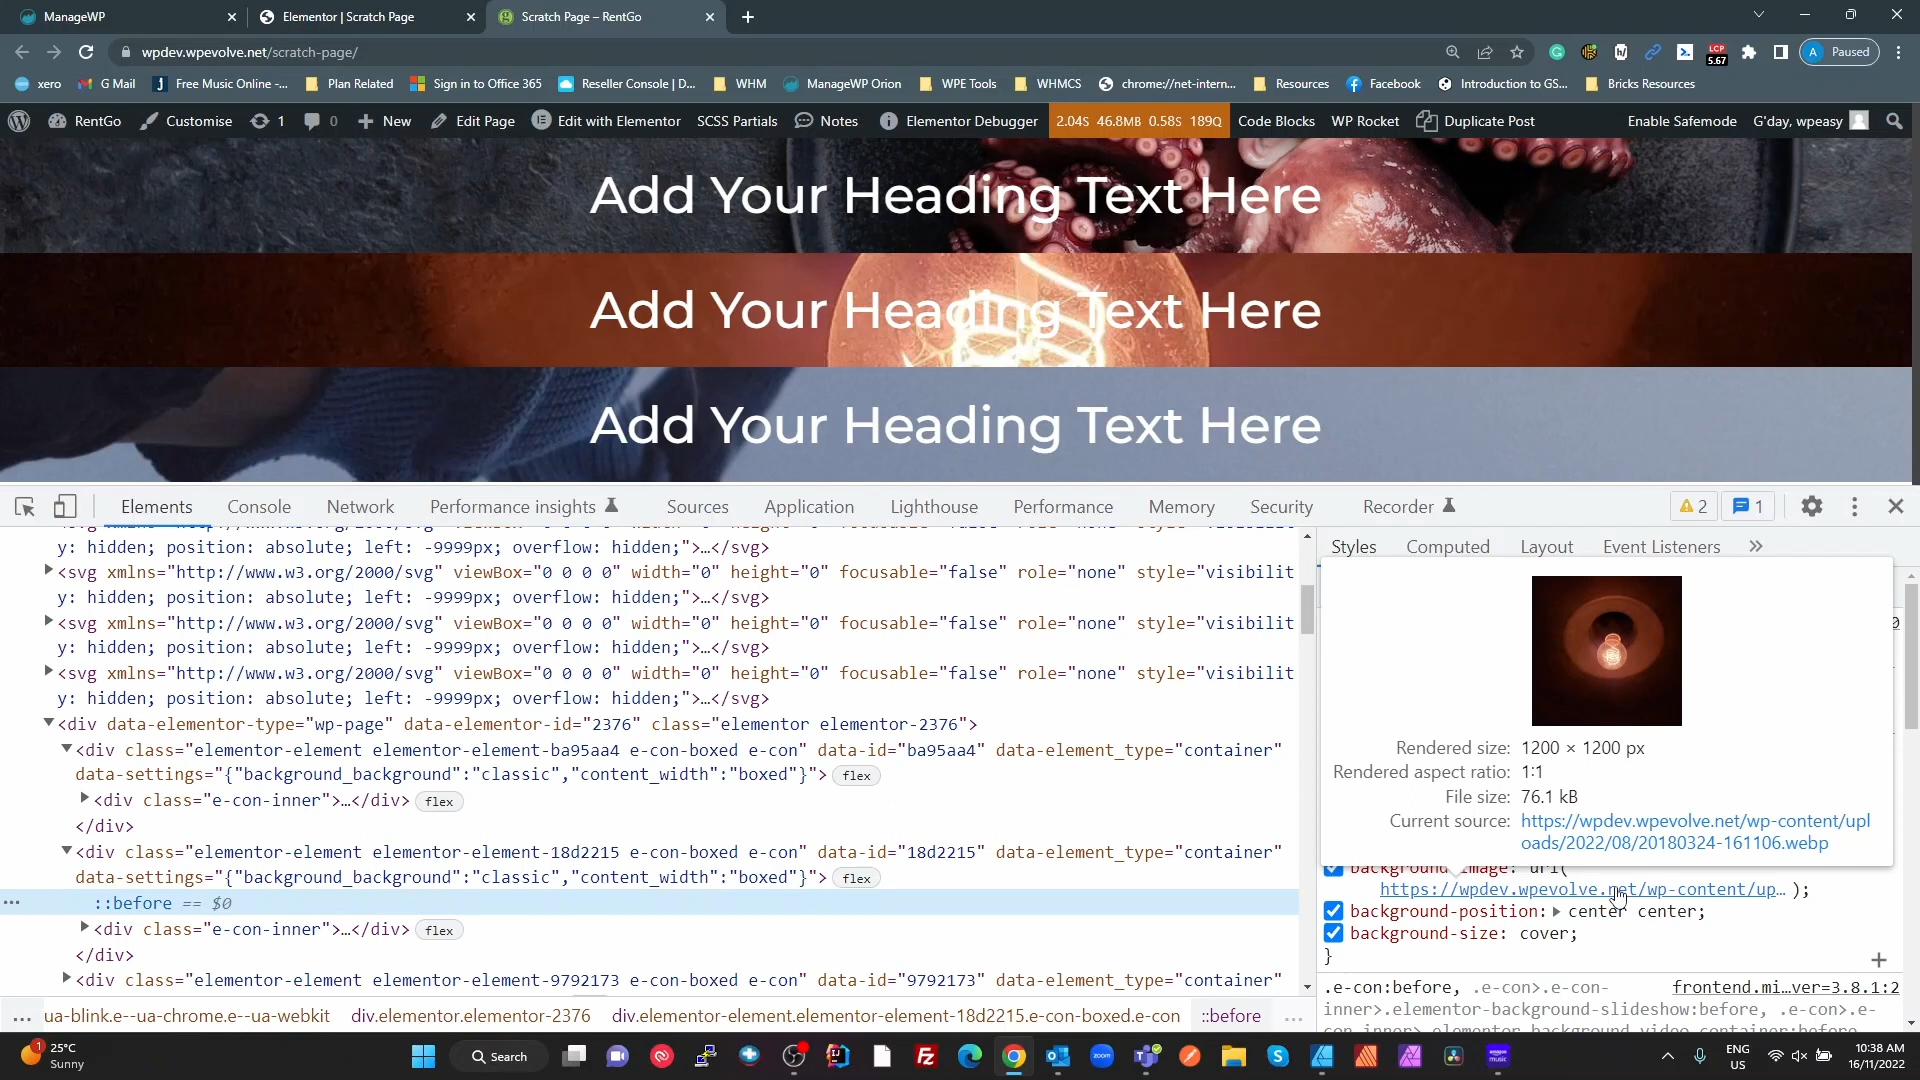 ManageWP
Elementor | Scratch Page
Scratch Page – RentGo
wpdev.wpevolve.net/scratch-page/
LCP
5.67
A
Paused
xero
G Mail
Free Music Online -...
Plan Related
Sign in to Office 365
Reseller Console | D...
WHM
ManageWP Orion
WPE Tools
WHMCS
chrome://net-intern...
Resources
Facebook
Introduction to GS...
Bricks Resources
RentGo
Customise
1
0
New
Edit Page
Edit with Elementor
SCSS Partials
Notes
Elementor Debugger
2.04S 46.8MB 0.58S 189Q
Code Blocks
WP Rocket
Duplicate Post
Enable Safemode
G'day, wpeasy
Add Your Heading Text Here
Add Your Heading Text Here
Add Your Heading Text Here
Elements
Console
Network
Performance insights
Sources
Application
Lighthouse
Performance
Memory
Security
Recorder
2
1
y: hidden; position: absolute; left: -9999px; overflow: hidden;">…</svg>
<svg xmlns="http://www.w3.org/2000/svg" viewBox="0 0 0 0" width="0" height="0" focusable="false" role="none" style="visibilit
y: hidden; position: absolute; left: -9999px; overflow: hidden;">…</svg>
<svg xmlns="http://www.w3.org/2000/svg" viewBox="0 0 0 0" width="0" height="0" focusable="false" role="none" style="visibilit
y: hidden; position: absolute; left: -9999px; overflow: hidden;">…</svg>
<svg xmlns="http://www.w3.org/2000/svg" viewBox="0 0 0 0" width="0" height="0" focusable="false" role="none" style="visibilit
y: hidden; position: absolute; left: -9999px; overflow: hidden;">…</svg>
<div data-elementor-type="wp-page" data-elementor-id="2376" class="elementor elementor-2376">
<div class="elementor-element elementor-element-ba95aa4 e-con-boxed e-con" data-id="ba95aa4" data-element_type="container"
data-settings="{"background_background":"classic","content_width":"boxed"}"> flex
<div class="e-con-inner">…</div> flex
</div>
<div class="elementor-element elementor-element-18d2215 e-con-boxed e-con" data-id="18d2215" data-element_type="container"
data-settings="{"background_background":"classic","content_width":"boxed"}"> flex
... ::before == $0
<div class="e-con-inner">…</div> flex
</div>
<div class="elementor-element elementor-element-9792173 e-con-boxed e-con" data-id="9792173" data-element_type="container"
... ua-blink.e--ua-chrome.e--ua-webkit
div.elementor.elementor-2376
div.elementor-element.elementor-element-18d2215.e-con-boxed.e-con
::before
...
Styles
Computed
Layout
Event Listeners
Rendered size: 1200 × 1200 px
Rendered aspect ratio: 1:1
File size: 76.1 kB
Current source: https://wpdev.wpevolve.net/wp-content/upl
oads/2022/08/20180324-161106.webp
background-image: url(
https://wpdev.wpevolve.net/wp-content/up… );
background-position: center center;
background-size: cover;
}
.e-con:before, .e-con>.e-con-
frontend.mi…ver=3.8.1:2
inner>.elementor-background-slideshow:before, .e-con>.e-
con-inner>.elementor-background-video-container:before
1
25°C
Sunny
Search
ENG
US
10:38 AM
16/11/2022